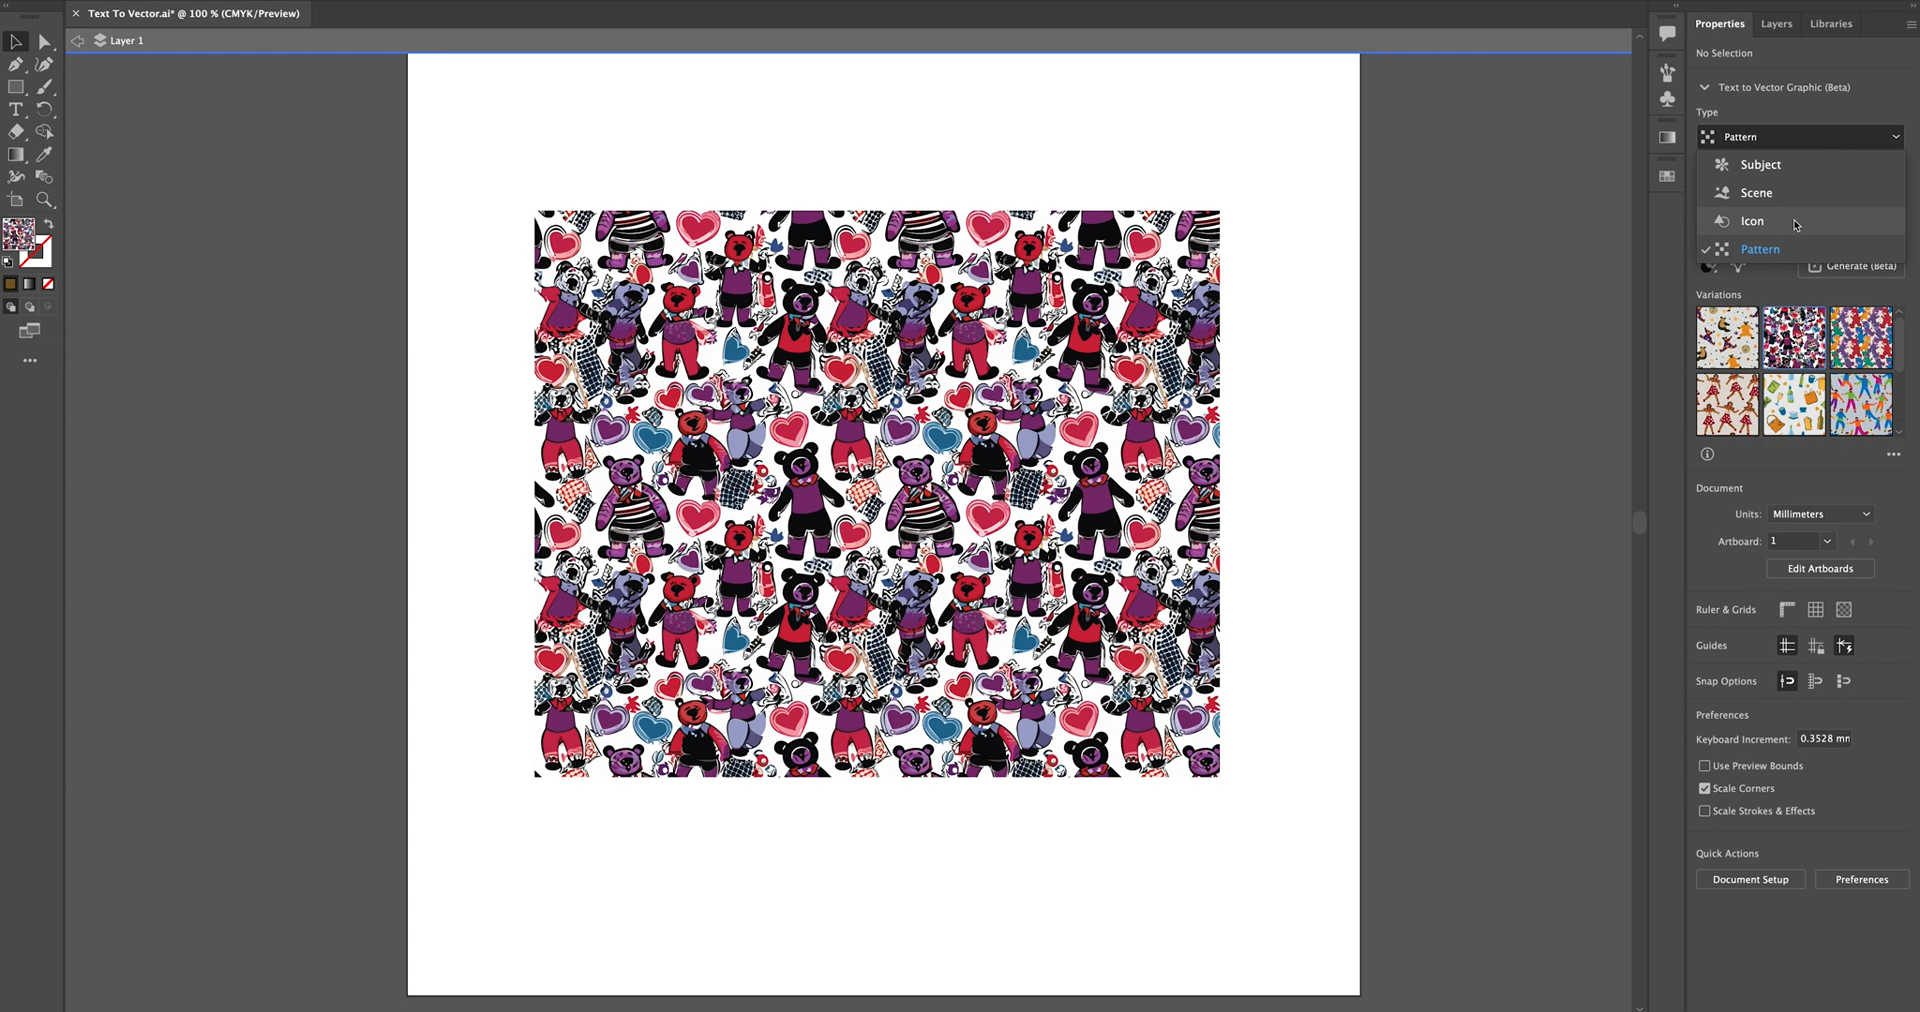 Text To Vector.ai* @ 100 % (CMYK/Preview)
Layer 1
Properties
Layers
Libraries
No Selection
Text to Vector Graphic (Beta)
Type
Pattern
Subject
Scene
Icon
Pattern
Generate (Beta)
Variations
Document
Units: Millimeters
Artboard: 1
Edit Artboards
Ruler & Grids
Guides
Snap Options
Preferences
Keyboard Increment: 0.3528 mm
Use Preview Bounds
Scale Corners
Scale Strokes & Effects
Quick Actions
Document Setup
Preferences